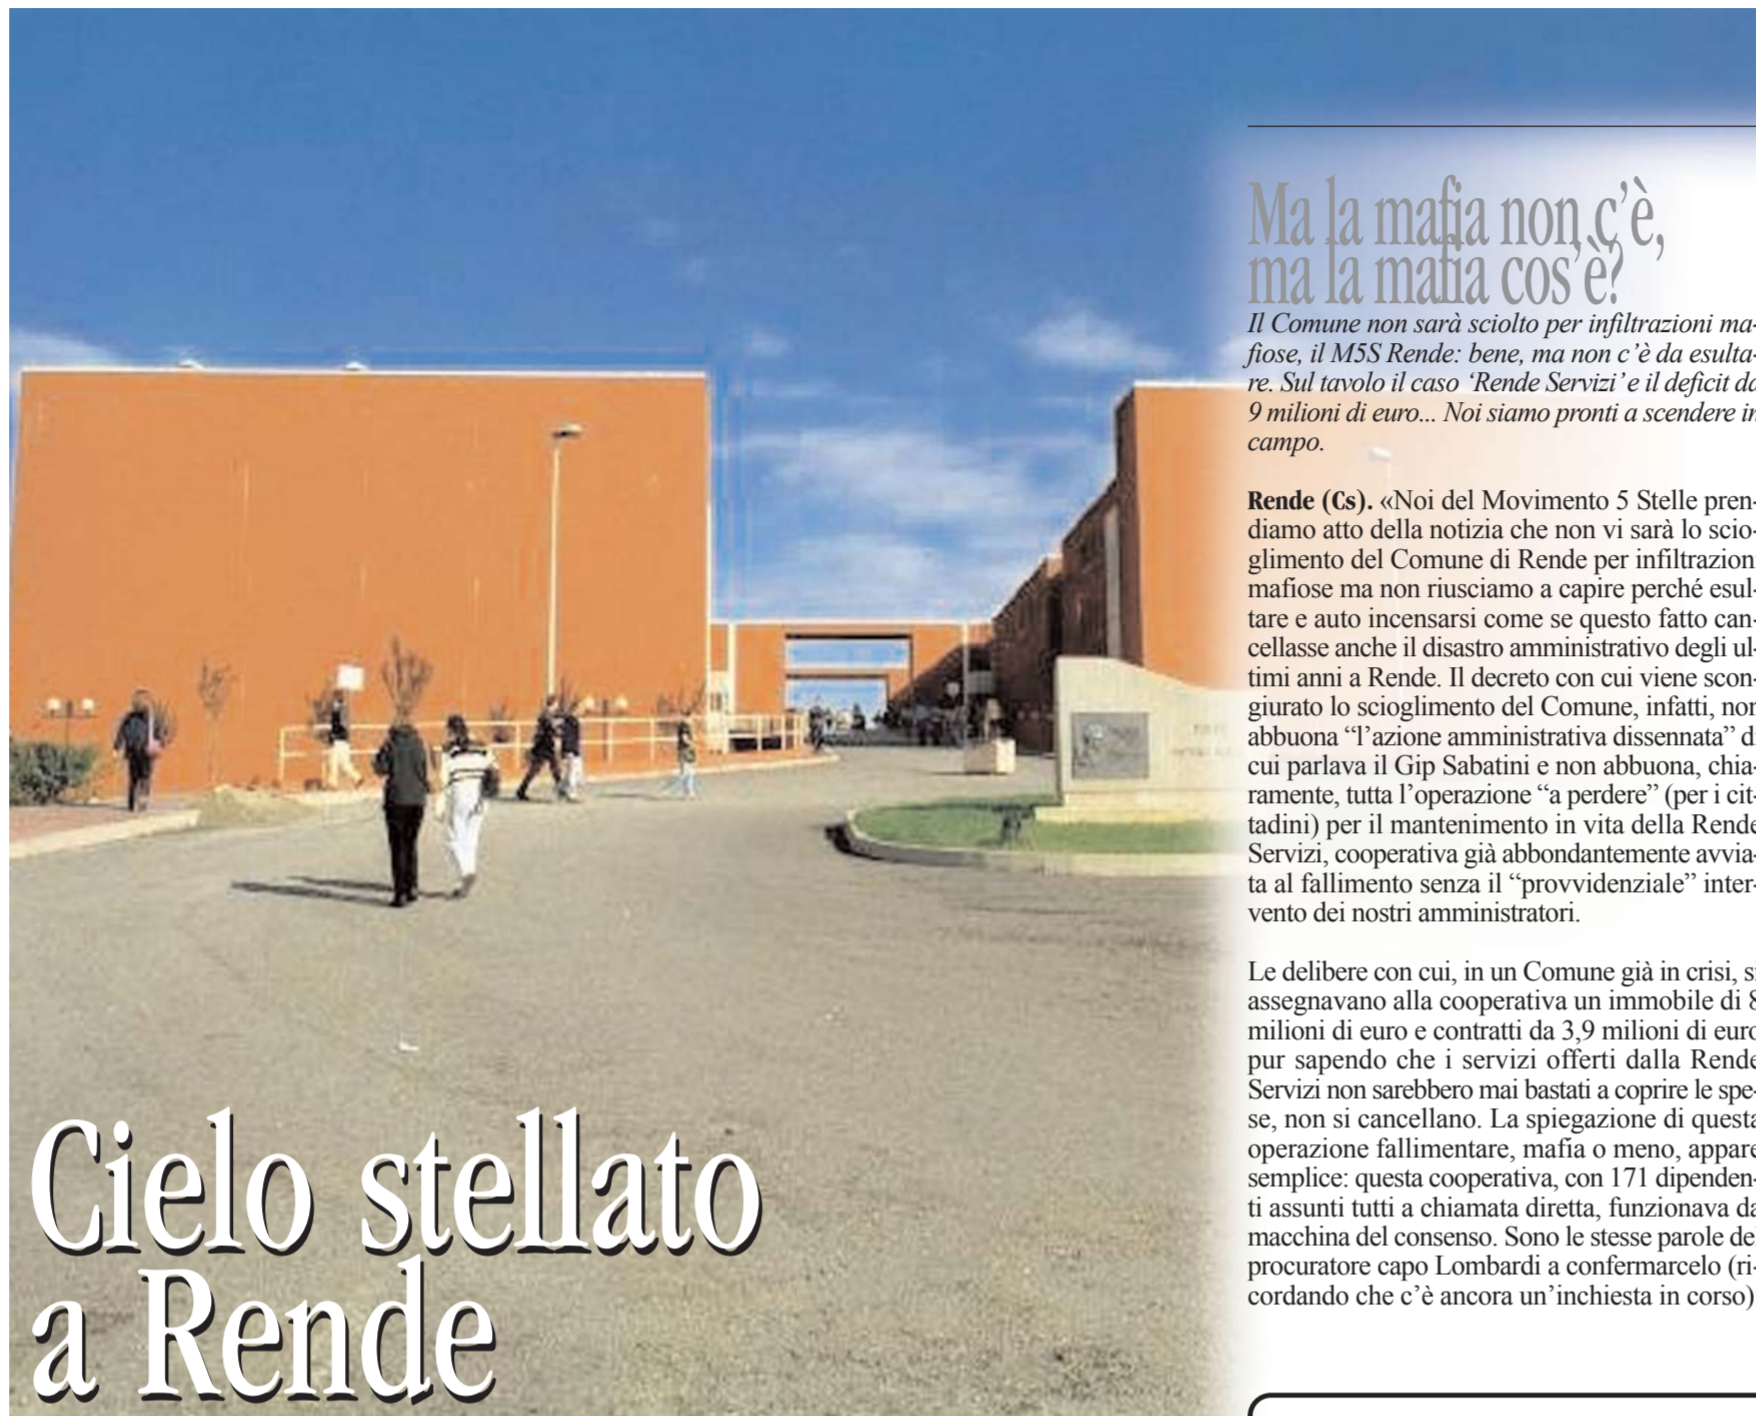 Ma la mafia non c'è,
ma la mafia cos'è?
Il Comune non sarà sciolto per infiltrazioni ma-
fiose, il M5S Rende: bene, ma non c'è da esulta-
re. Sul tavolo il caso 'Rende Servizi' e il deficit da
9 milioni di euro... Noi siamo pronti a scendere in
campo.
Rende (Cs). «Noi del Movimento 5 Stelle pren-
diamo atto della notizia che non vi sarà lo scio-
glimento del Comune di Rende per infiltrazioni
mafiose ma non riusciamo a capire perché esul-
tare e auto incensarsi come se questo fatto can-
cellasse anche il disastro amministrativo degli ul-
timi anni a Rende. Il decreto con cui viene scon-
giurato lo scioglimento del Comune, infatti, non
abbuona “l'azione amministrativa dissennata” di
cui parlava il Gip Sabatini e non abbuona, chia-
ramente, tutta l'operazione “a perdere” (per i cit-
tadini) per il mantenimento in vita della Rende
Servizi, cooperativa già abbondantemente avvia-
ta al fallimento senza il “provvidenziale” inter-
vento dei nostri amministratori.
Le delibere con cui, in un Comune già in crisi, si
assegnavano alla cooperativa un immobile di 8
milioni di euro e contratti da 3,9 milioni di euro
pur sapendo che i servizi offerti dalla Rende
Servizi non sarebbero mai bastati a coprire le spe-
se, non si cancellano. La spiegazione di questa
operazione fallimentare, mafia o meno, appare
semplice: questa cooperativa, con 171 dipenden-
ti assunti tutti a chiamata diretta, funzionava da
macchina del consenso. Sono le stesse parole del
procuratore capo Lombardi a confermarcelo (ri-
cordando che c'è ancora un'inchiesta in corso)
Cielo stellato
a Rende